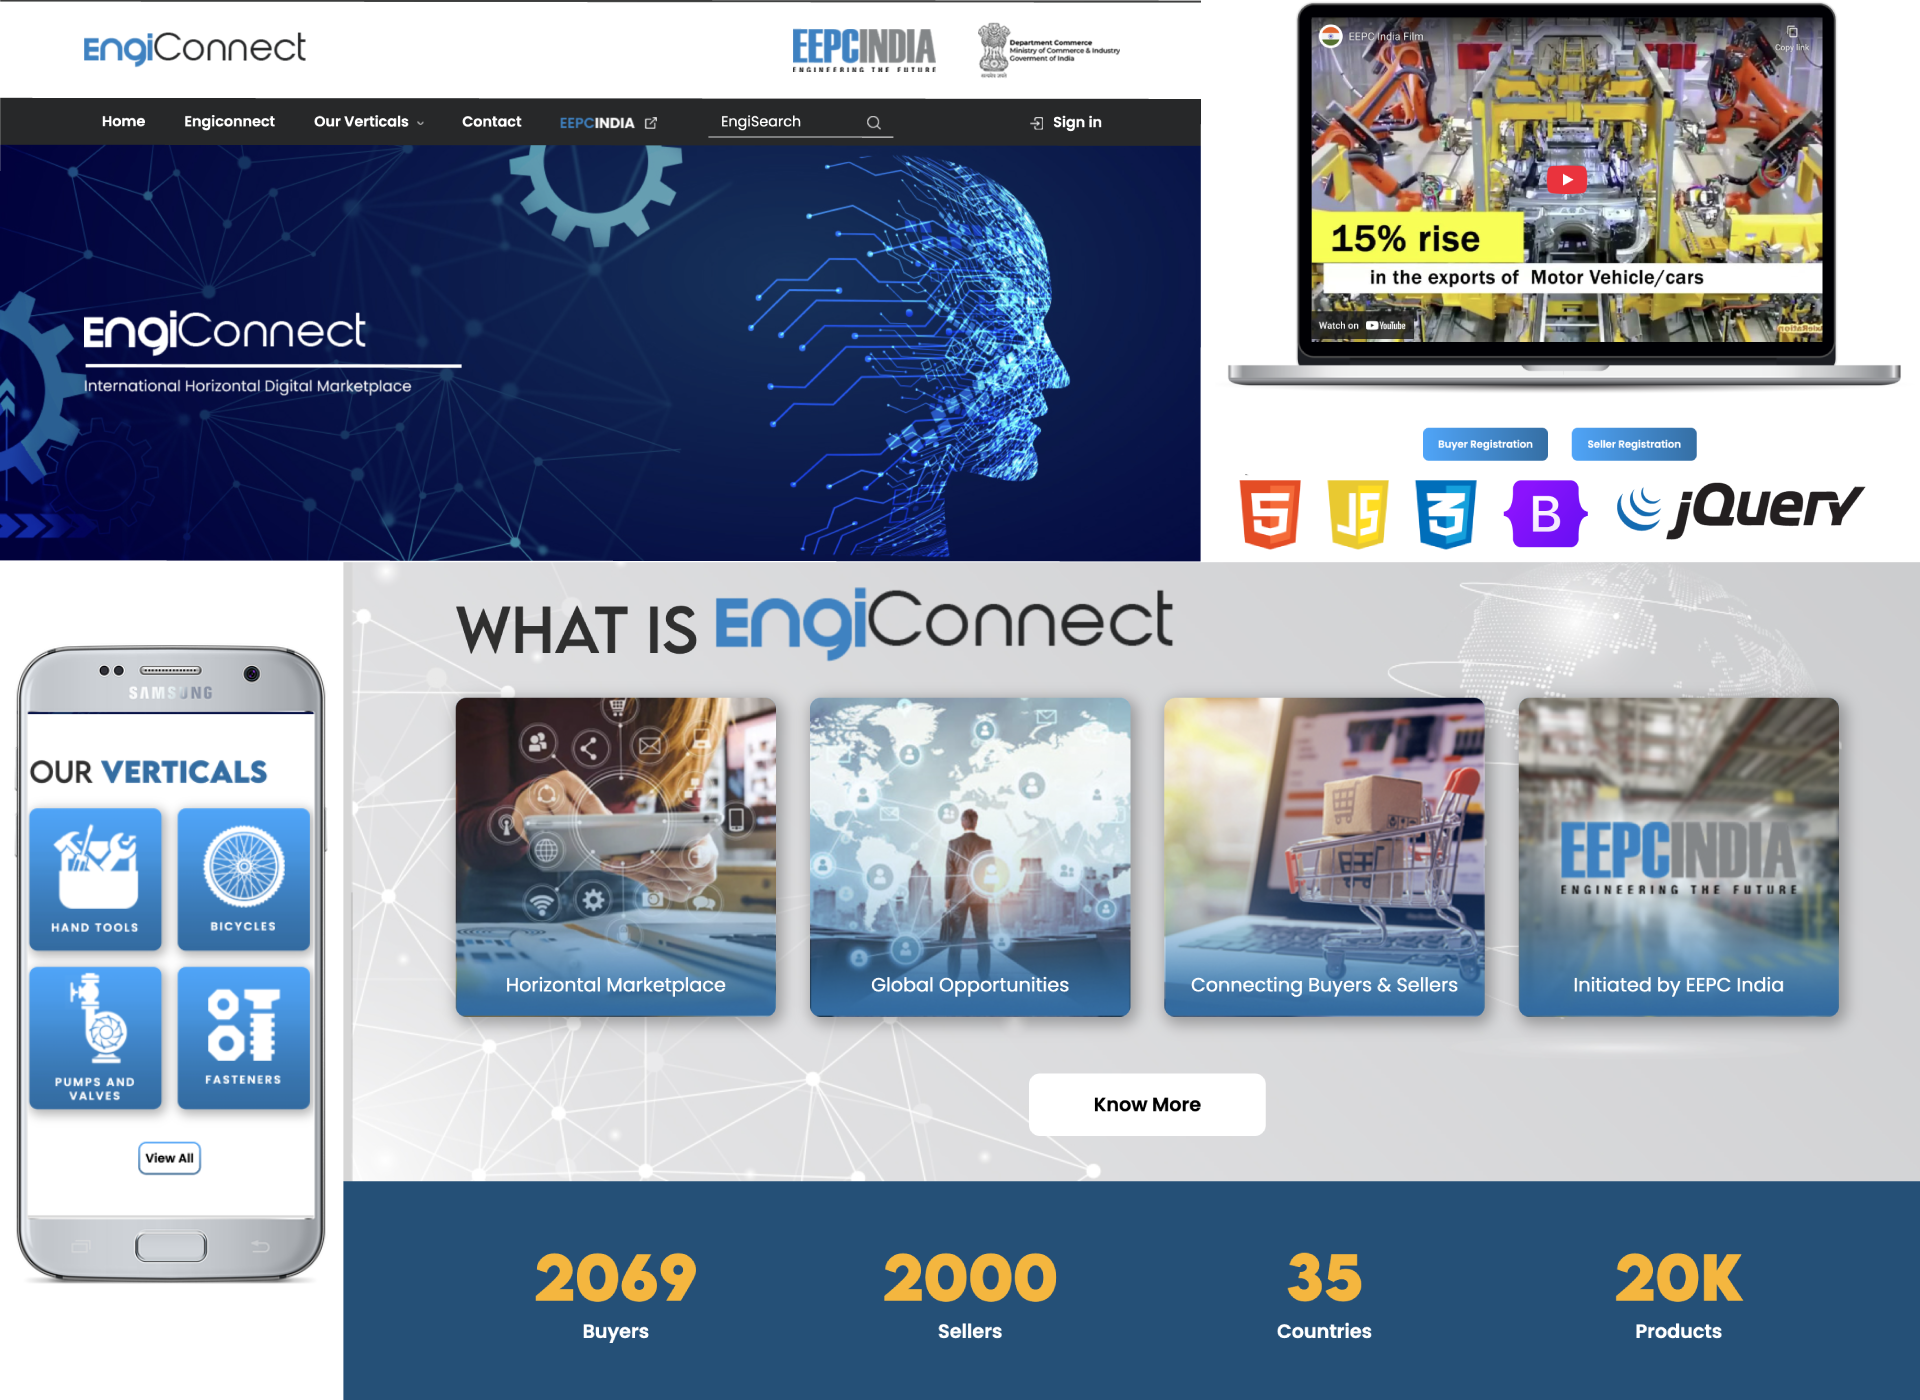 EngiConnect
EEPCINDIA
ENGINEERING THE FUTURE
Department Commerce
Ministry of Commerce & Industry
Goverment of India
Home
Engiconnect
Our Verticals
Contact
EEPCINDIA
EngiSearch
Sign in
EngiConnect
International Horizontal Digital Marketplace
EEPC India Film
Copy link
15% rise
in the exports of Motor Vehicle/cars
Watch on YouTube
Buyer Registration
Seller Registration
5
JS
3
B
jQuery
SAMSUNG
OUR VERTICALS
HAND TOOLS
BICYCLES
PUMPS AND
VALVES
FASTENERS
View All
WHAT IS EngiConnect
Horizontal Marketplace
Global Opportunities
Connecting Buyers & Sellers
EEPCINDIA
ENGINEERING THE FUTURE
Initiated by EEPC India
Know More
2069
Buyers
2000
Sellers
35
Countries
20K
Products